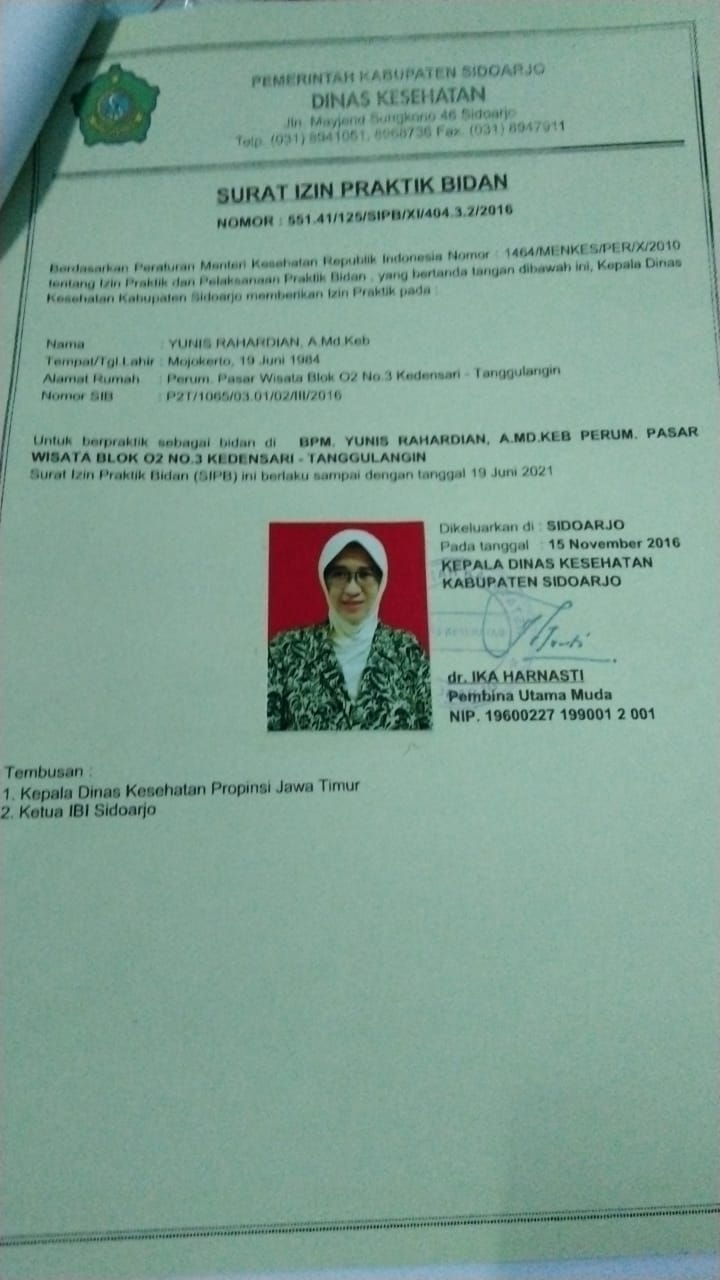 PEMERINTAH KABUPATEN SIDOARJO
DINAS KESEHATAN
Jln. Mayjend Sungkono 46 Sidoarjo
Telp. (031) 8941051, 8968736 Fax. (031) 8947911
SURAT IZIN PRAKTIK BIDAN
NOMOR : 551.41/125/SIPB/XI/404.3.2/2016
Berdasarkan Peraturan Menteri Kesehatan Republik Indonesia Nomor : 1464/MENKES/PER/X/2010
tentang Izin Praktik dan Pelaksanaan Praktik Bidan , yang bertanda tangan dibawah ini, Kepala Dinas
Kesehatan Kabupaten Sidoarjo memberikan Izin Praktik pada :
Nama : YUNIS RAHARDIAN, A.Md.Keb
Tempat/Tgl.Lahir : Mojokerto, 19 Juni 1984
Alamat Rumah : Perum. Pasar Wisata Blok O2 No.3 Kedensari - Tanggulangin
Nomor SIB : P2T/1065/03.01/02/III/2016
Untuk berpraktik sebagai bidan di BPM. YUNIS RAHARDIAN, A.MD.KEB PERUM. PASAR
WISATA BLOK O2 NO.3 KEDENSARI - TANGGULANGIN
Surat Izin Praktik Bidan (SIPB) ini berlaku sampai dengan tanggal 19 Juni 2021
Dikeluarkan di : SIDOARJO
Pada tanggal : 15 November 2016
KEPALA DINAS KESEHATAN
KABUPATEN SIDOARJO
dr. IKA HARNASTI
Pembina Utama Muda
NIP. 19600227 199001 2 001
Tembusan :
1. Kepala Dinas Kesehatan Propinsi Jawa Timur
2. Ketua IBI Sidoarjo